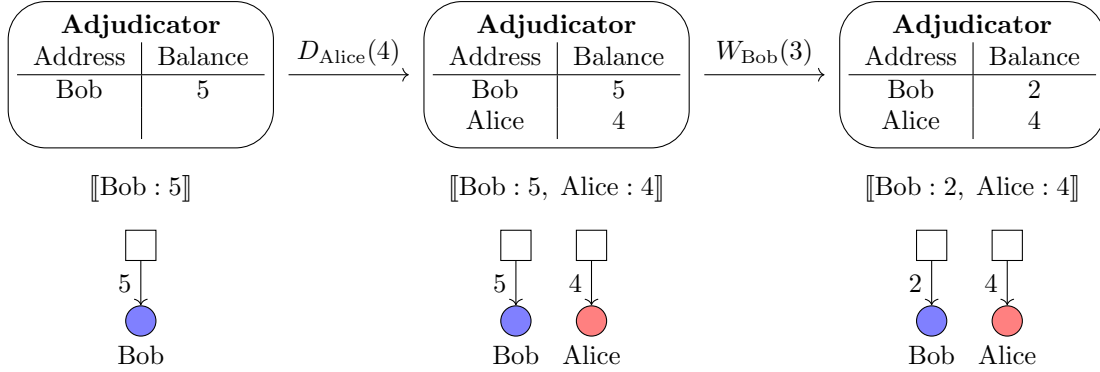 Adjudicator
Address Balance
Bob 5
D_Alice(4)
Adjudicator
Address Balance
Bob 5
Alice 4
W_Bob(3)
Adjudicator
Address Balance
Bob 2
Alice 4
⟦Bob : 5⟧
⟦Bob : 5, Alice : 4⟧
⟦Bob : 2, Alice : 4⟧
5
Bob
5 4
Bob Alice
2 4
Bob Alice